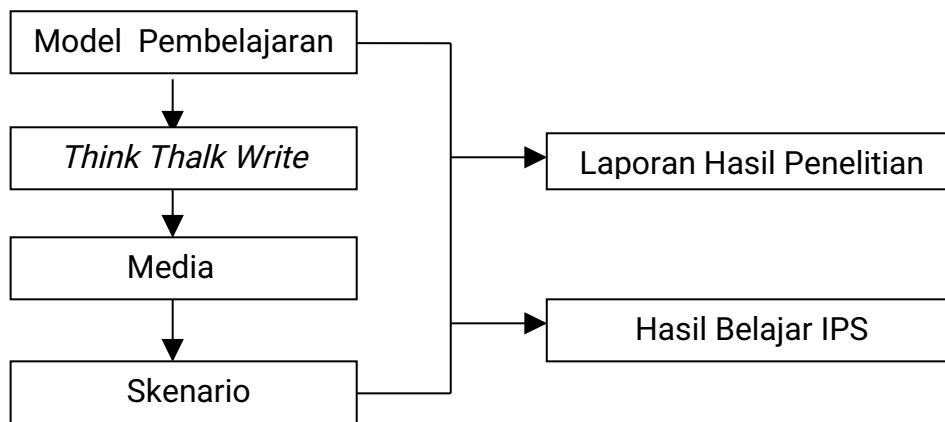 Model Pembelajaran
Think Thalk Write
Media
Skenario
Laporan Hasil Penelitian
Hasil Belajar IPS